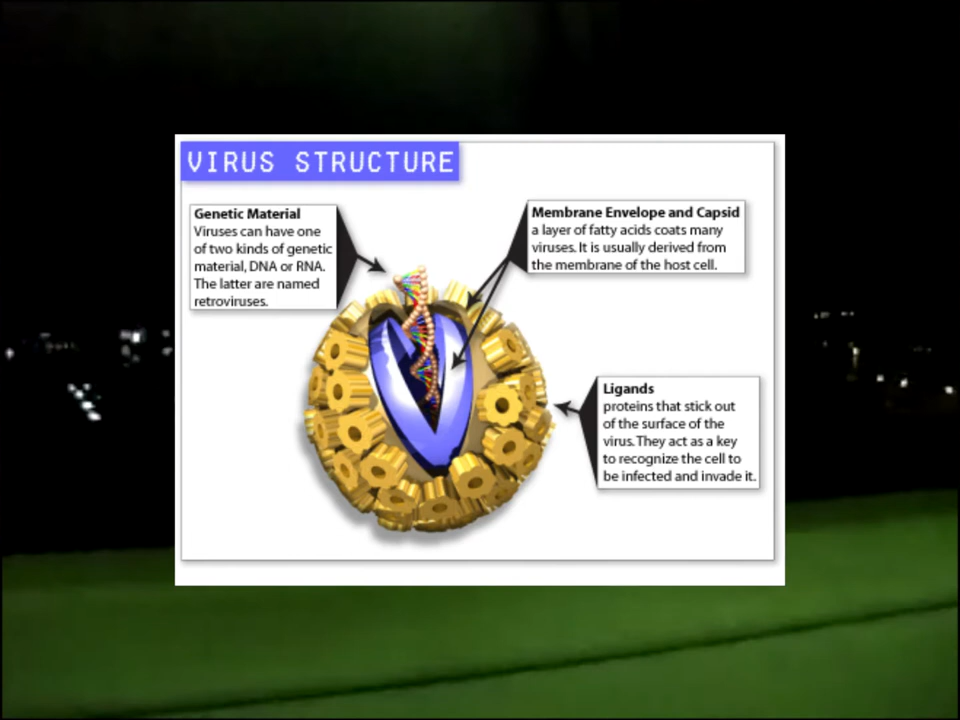 VIRUS STRUCTURE
Genetic Material
Viruses can have one
of two kinds of genetic
material, DNA or RNA.
The latter are named
retroviruses.
Membrane Envelope and Capsid
a layer of fatty acids coats many
viruses. It is usually derived from
the membrane of the host cell.
Ligands
proteins that stick out
of the surface of the
virus. They act as a key
to recognize the cell to
be infected and invade it.